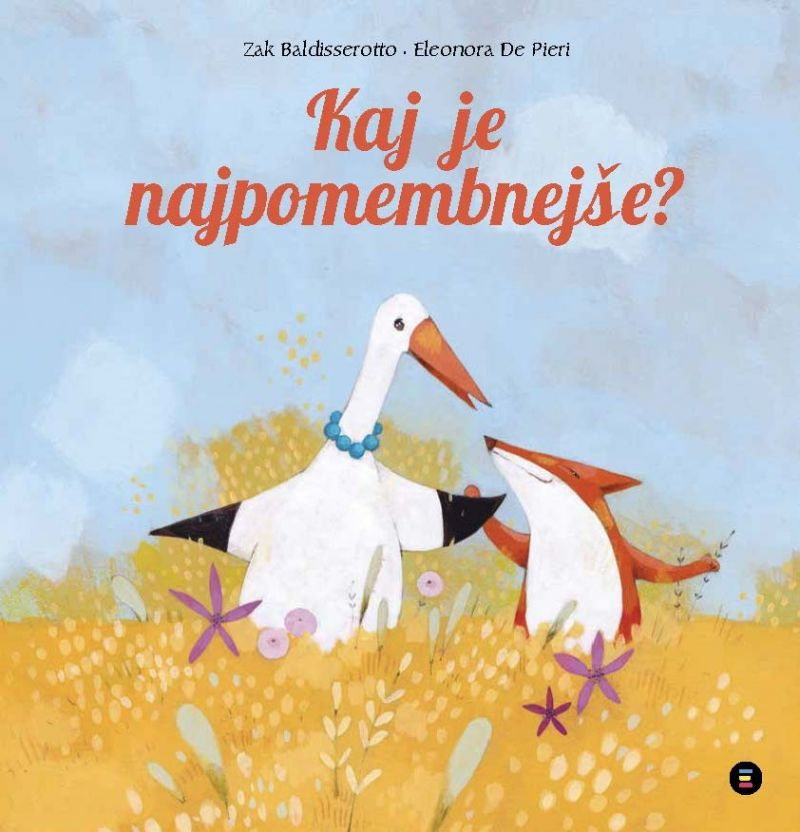 Zak Baldisserotto · Eleonora De Pieri
Kaj je
najpomembnejše?